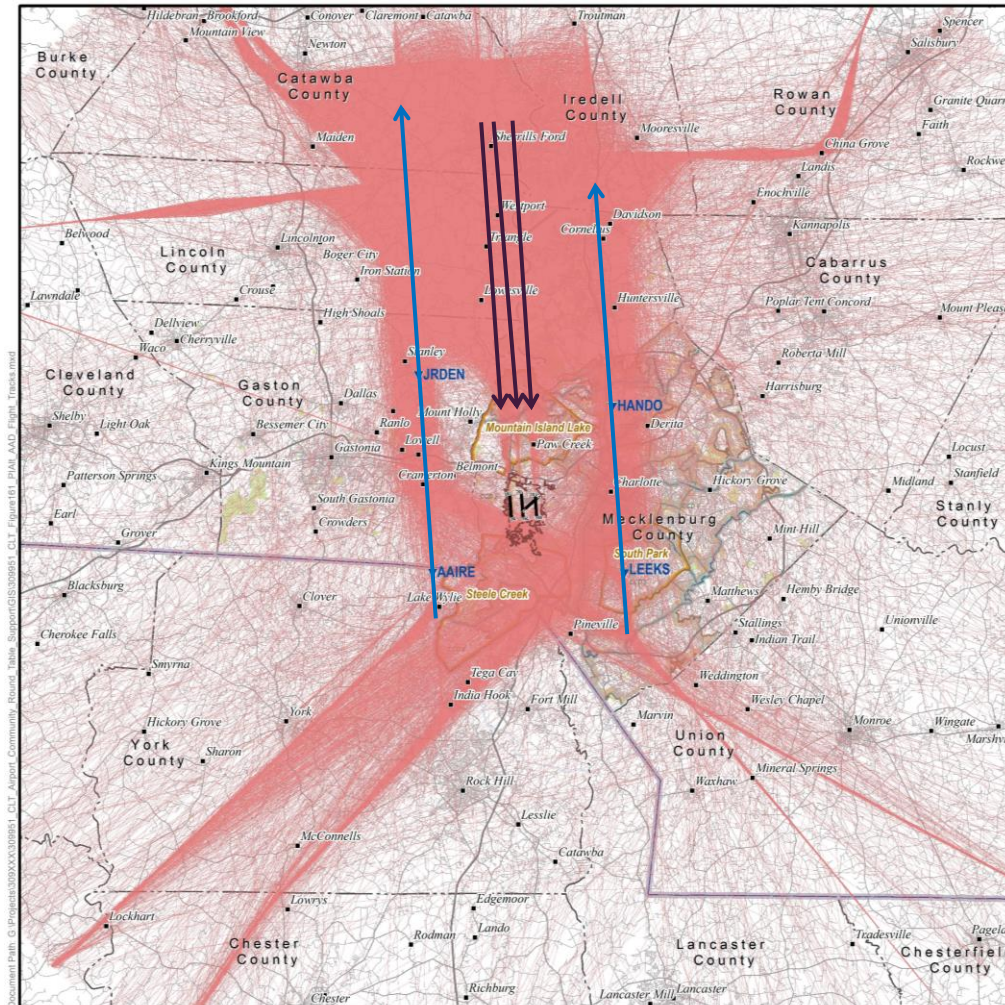 Hildebran
Brookford
Conover
Claremont
Catawba
Troutman
Spencer
Mountain View
Newton
Salisbury
Burke
County
Catawba
County
Iredell
County
Rowan
County
Granite Quarr
Faith
Maiden
Sherrills Ford
Mooresville
China Grove
Landis
Rockwe
Enochville
Westport
Davidson
Cornelius
Kannapolis
Belwood
Lincolnton
Triangle
Lincoln
County
Boger City
Iron Station
Cabarrus
County
Lawndale
Crouse
Lowesville
Huntersville
Poplar Tent
Concord
Mount Pleas
High Shoals
Dellview
Cherryville
Waco
Stanley
Roberta Mill
Cleveland
County
JRDEN
Gaston
County
Dallas
Harrisburg
HANDO
Mount Holly
Shelby
Light Oak
Bessemer City
Ranlo
Mountain Island Lake
Derita
Paw Creek
Lowell
Gastonia
Belmont
Locust
Patterson Springs
Kings Mountain
Cramerton
Charlotte
Hickory Grove
Midland
Stanfield
South Gastonia
Earl
Crowders
Mecklenburg
County
Stanly
County
Grover
Mint Hill
South Park
AAIRE
LEEKS
Blacksburg
Clover
Lake Wylie
Steele Creek
Matthews
Hemby Bridge
Cherokee Falls
Pineville
Stallings
Unionville
Indian Trail
Smyrna
Tega Cay
Weddington
India Hook
Fort Mill
Wesley Chapel
Hickory Grove
York
Marvin
Monroe
Wingate
Marshv
York
County
Sharon
Union
County
Mineral Springs
Rock Hill
Waxhaw
Lesslie
McConnells
Catawba
Lockhart
Lowrys
Edgemoor
Lando
Rodman
Chester
County
Lancaster
County
Tradesville
Pagela
Chesterfield
County
Chester
Richburg
Lancaster Mill
Lancaster